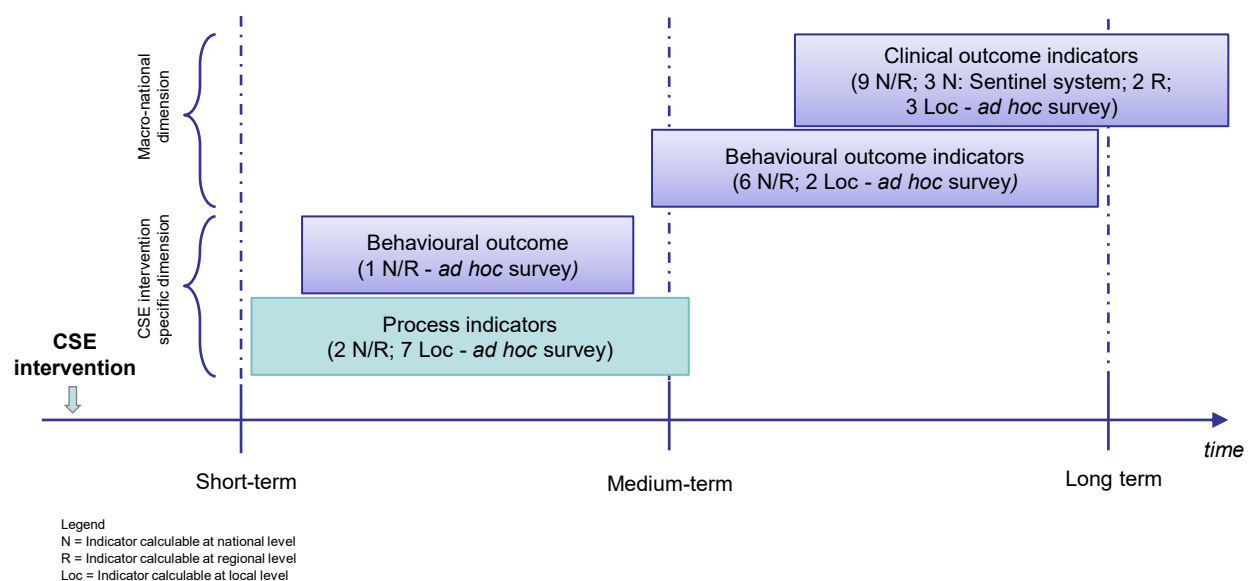 Macro-national
dimension
Clinical outcome indicators
(9 N/R; 3 N: Sentinel system; 2 R;
3 Loc - ad hoc survey)
Behavioural outcome indicators
(6 N/R; 2 Loc - ad hoc survey)
CSE intervention
specific dimension
Behavioural outcome
(1 N/R - ad hoc survey)
Process indicators
(2 N/R; 7 Loc - ad hoc survey)
CSE
intervention
time
Short-term
Medium-term
Long term
Legend
N = Indicator calculable at national level
R = Indicator calculable at regional level
Loc = Indicator calculable at local level